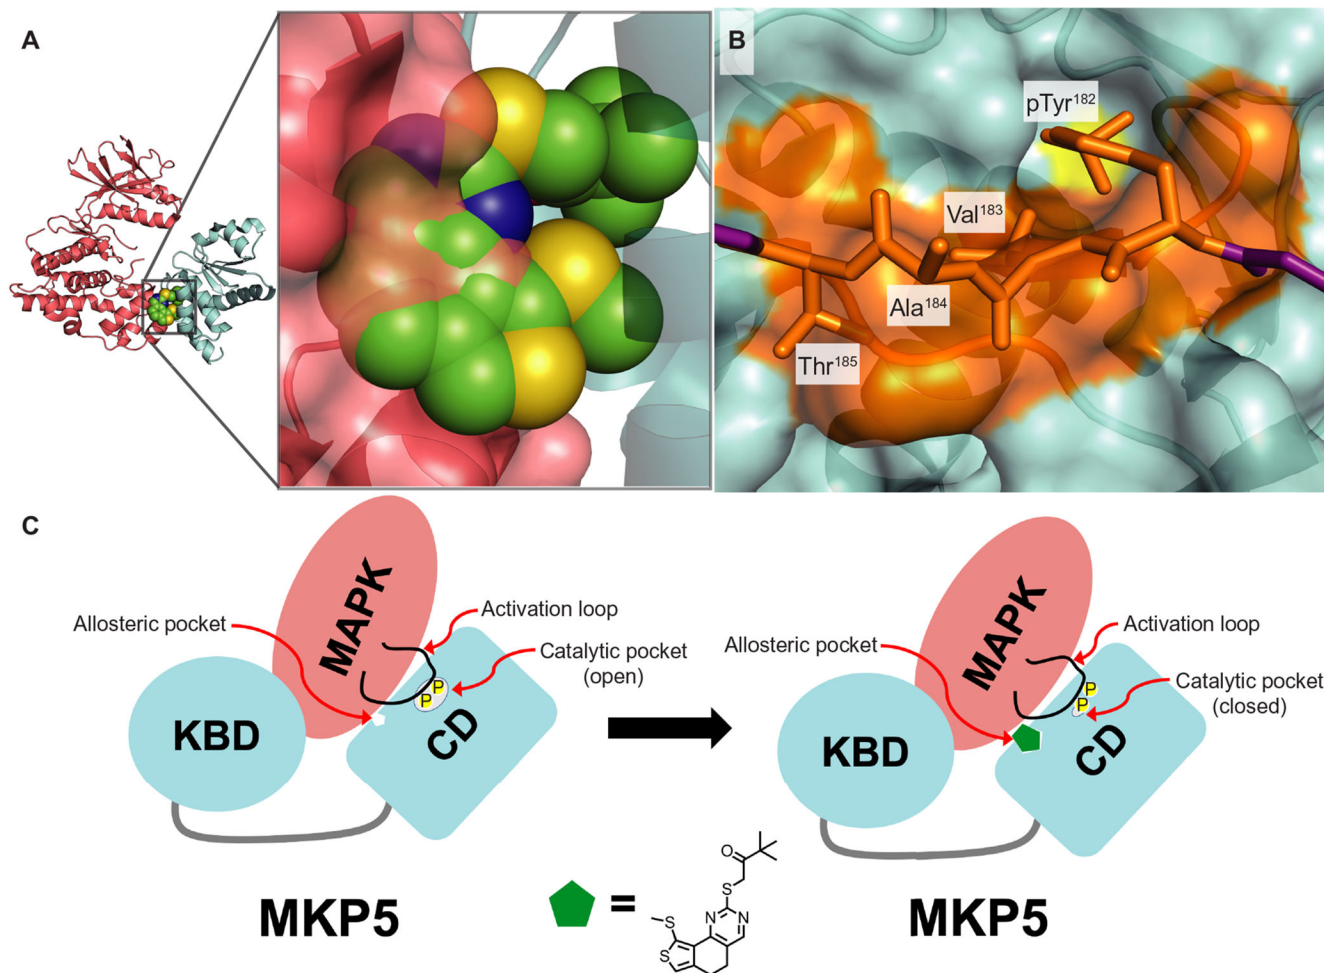 A
B
pTyr¹⁸²
Val¹⁸³
Ala¹⁸⁴
Thr¹⁸⁵
C
MAPK
Activation loop
Allosteric pocket
Catalytic pocket
(open)
P
P
KBD
CD
MKP5
MAPK
Activation loop
Allosteric pocket
Catalytic pocket
(closed)
P
P
KBD
CD
MKP5
=
O
S
S
N
N
S